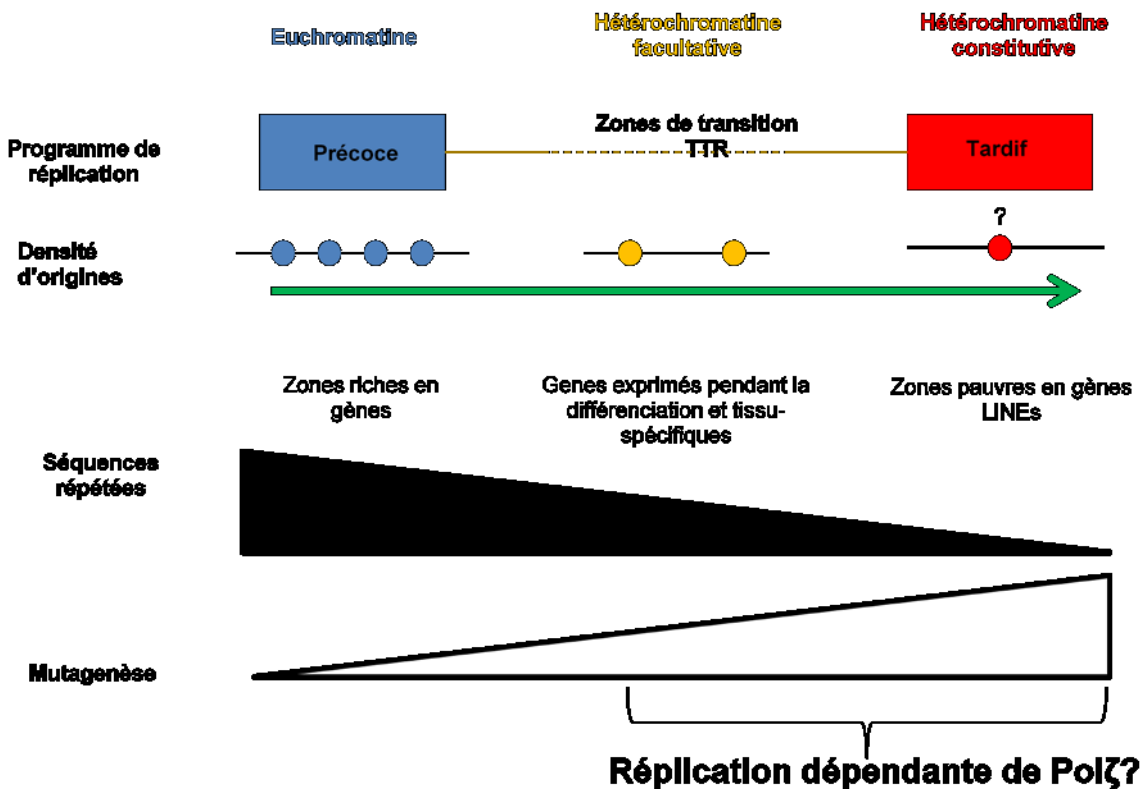 Euchromatine
Hétérochromatine
facultative
Hétérochromatine
constitutive
Programme de
réplication
Précoce
Zones de transition
TTR
Tardif
?
Densité
d'origines
Zones riches en
gènes
Genes exprimés pendant la
différenciation et tissu-
spécifiques
Zones pauvres en gènes
LINEs
Séquences
répétées
Mutagenèse
Réplication dépendante de Polζ?